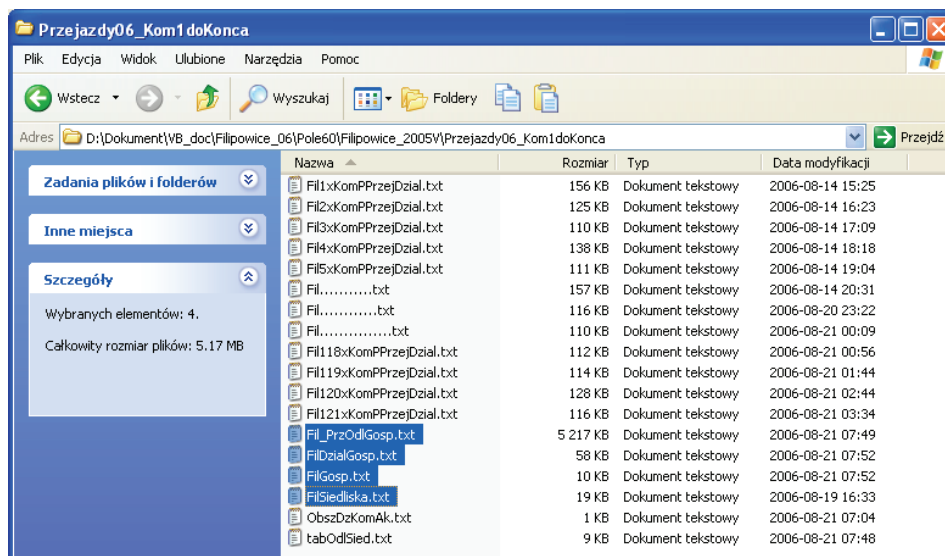 Przejazdy06_Kom1doKonca
Plik Edycja Widok Ulubione Narzędzia Pomoc
Wstecz Wyszukaj Foldery
Adres D:\Dokument\VB_doc\Filipowice_06\Pole60\Filipowice_2005V\Przejazdy06_Kom1doKonca Przejdź
Zadania plików i folderów
Inne miejsca
Szczegóły
Wybranych elementów: 4.
Całkowity rozmiar plików: 5.17 MB
Nazwa Rozmiar Typ Data modyfikacji
Fil1xKomPPrzejDzial.txt 156 KB Dokument tekstowy 2006-08-14 15:25
Fil2xKomPPrzejDzial.txt 125 KB Dokument tekstowy 2006-08-14 16:23
Fil3xKomPPrzejDzial.txt 110 KB Dokument tekstowy 2006-08-14 17:09
Fil4xKomPPrzejDzial.txt 138 KB Dokument tekstowy 2006-08-14 18:18
Fil5xKomPPrzejDzial.txt 111 KB Dokument tekstowy 2006-08-14 19:04
Fil...........txt 157 KB Dokument tekstowy 2006-08-14 20:31
Fil............txt 116 KB Dokument tekstowy 2006-08-20 23:22
Fil...............txt 110 KB Dokument tekstowy 2006-08-21 00:09
Fil118xKomPPrzejDzial.txt 112 KB Dokument tekstowy 2006-08-21 00:56
Fil119xKomPPrzejDzial.txt 114 KB Dokument tekstowy 2006-08-21 01:44
Fil120xKomPPrzejDzial.txt 128 KB Dokument tekstowy 2006-08-21 02:44
Fil121xKomPPrzejDzial.txt 116 KB Dokument tekstowy 2006-08-21 03:34
Fil_PrzOdlGosp.txt 5 217 KB Dokument tekstowy 2006-08-21 07:49
FilDzialGosp.txt 58 KB Dokument tekstowy 2006-08-21 07:52
FilGosp.txt 10 KB Dokument tekstowy 2006-08-21 07:52
FilSiedliska.txt 19 KB Dokument tekstowy 2006-08-19 16:33
ObszDzKomAk.txt 1 KB Dokument tekstowy 2006-08-21 07:04
tabOdlSied.txt 9 KB Dokument tekstowy 2006-08-21 07:48